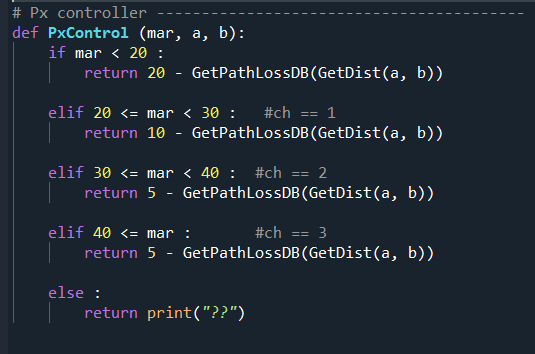 # Px controller -----------------------------------------
def PxControl (mar, a, b):
    if mar < 20 :
        return 20 - GetPathLossDB(GetDist(a, b))
    elif 20 <= mar < 30 :   #ch == 1
        return 10 - GetPathLossDB(GetDist(a, b))
    elif 30 <= mar < 40 :  #ch == 2
        return 5 - GetPathLossDB(GetDist(a, b))
    elif 40 <= mar :       #ch == 3
        return 5 - GetPathLossDB(GetDist(a, b))
    else :
        return print("??")